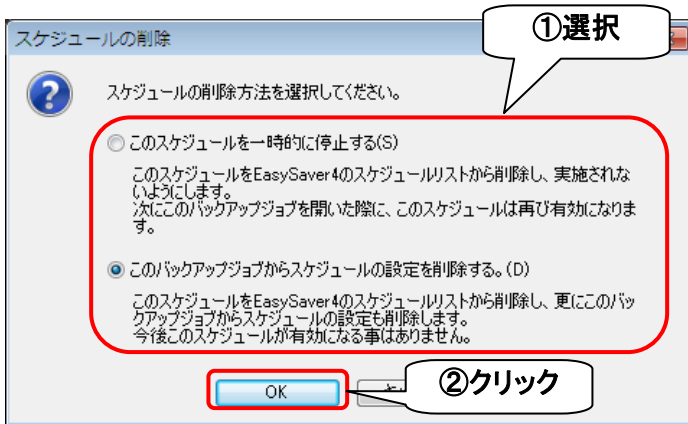 ①選択
スケジュールの削除
スケジュールの削除方法を選択してください。
このスケジュールを一時的に停止する(S)
このスケジュールをEasySaver4のスケジュールリストから削除し、実施されな
いようにします。
次にこのバックアップジョブを開いた際に、このスケジュールは再び有効になりま
す。
このバックアップジョブからスケジュールの設定を削除する。(D)
このスケジュールをEasySaver4のスケジュールリストから削除し、更にこのバッ
クアップジョブからスケジュールの設定も削除します。
今後このスケジュールが有効になる事はありません。
OK
②クリック